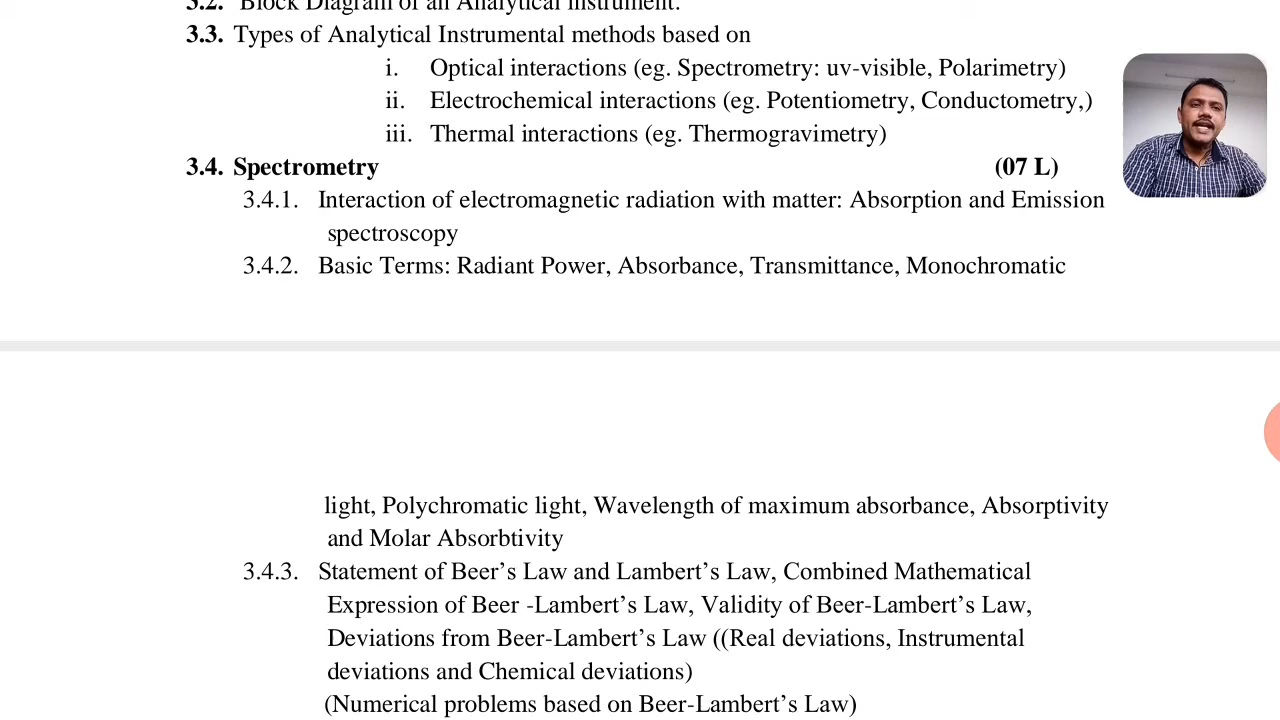 3.2. Block Diagram of an Analytical instrument.
3.3. Types of Analytical Instrumental methods based on
i. Optical interactions (eg. Spectrometry: uv-visible, Polarimetry)
ii. Electrochemical interactions (eg. Potentiometry, Conductometry,)
iii. Thermal interactions (eg. Thermogravimetry)
3.4. Spectrometry (07 L)
3.4.1. Interaction of electromagnetic radiation with matter: Absorption and Emission
spectroscopy
3.4.2. Basic Terms: Radiant Power, Absorbance, Transmittance, Monochromatic
light, Polychromatic light, Wavelength of maximum absorbance, Absorptivity
and Molar Absorbtivity
3.4.3. Statement of Beer’s Law and Lambert’s Law, Combined Mathematical
Expression of Beer -Lambert’s Law, Validity of Beer-Lambert’s Law,
Deviations from Beer-Lambert’s Law ((Real deviations, Instrumental
deviations and Chemical deviations)
(Numerical problems based on Beer-Lambert’s Law)